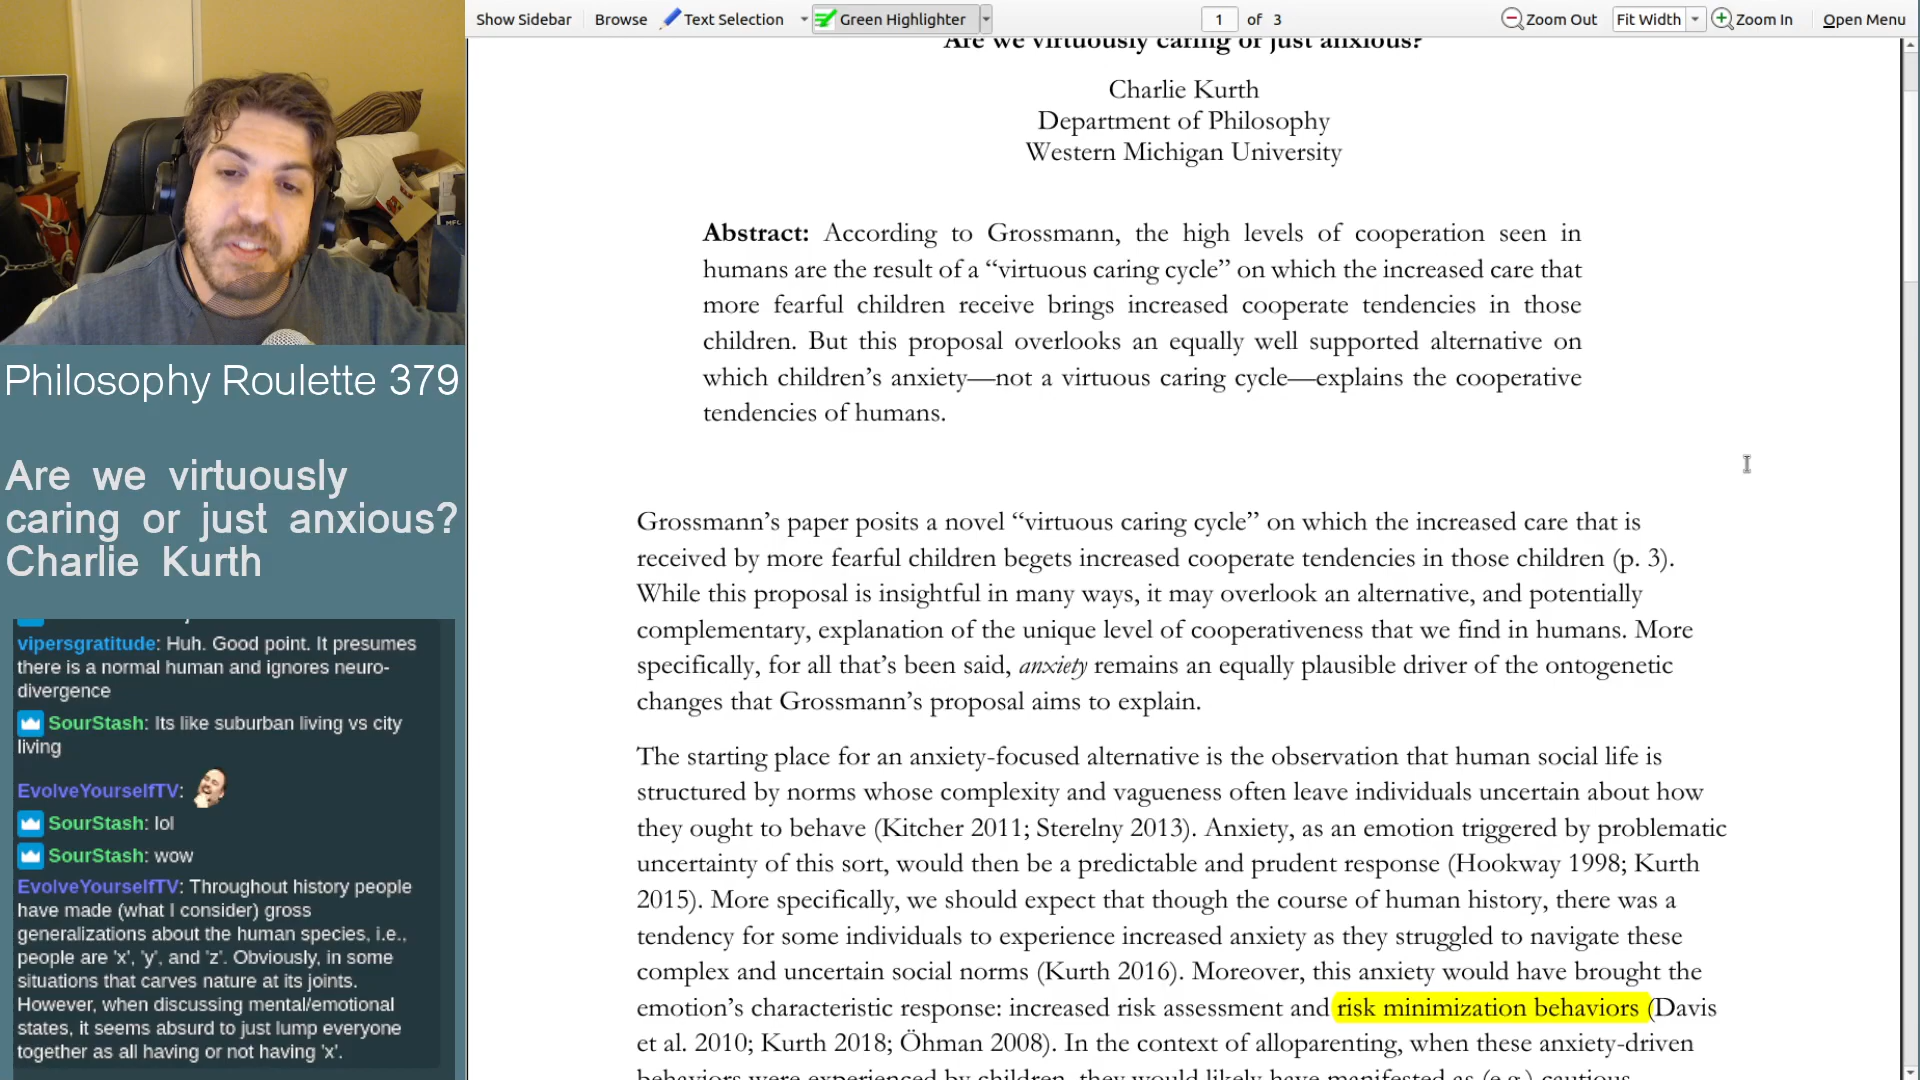 Show Sidebar Browse Text Selection Green Highlighter 1 of 3 Zoom Out Fit Width Zoom In Open Menu
Are we virtuously caring or just anxious?
Charlie Kurth
Department of Philosophy
Western Michigan University
Abstract: According to Grossmann, the high levels of cooperation seen in
humans are the result of a “virtuous caring cycle” on which the increased care that
more fearful children receive brings increased cooperate tendencies in those
children. But this proposal overlooks an equally well supported alternative on
which children’s anxiety—not a virtuous caring cycle—explains the cooperative
tendencies of humans.
Grossmann’s paper posits a novel “virtuous caring cycle” on which the increased care that is
received by more fearful children begets increased cooperate tendencies in those children (p. 3).
While this proposal is insightful in many ways, it may overlook an alternative, and potentially
complementary, explanation of the unique level of cooperativeness that we find in humans. More
specifically, for all that’s been said, anxiety remains an equally plausible driver of the ontogenetic
changes that Grossmann’s proposal aims to explain.
The starting place for an anxiety-focused alternative is the observation that human social life is
structured by norms whose complexity and vagueness often leave individuals uncertain about how
they ought to behave (Kitcher 2011; Sterelny 2013). Anxiety, as an emotion triggered by problematic
uncertainty of this sort, would then be a predictable and prudent response (Hookway 1998; Kurth
2015). More specifically, we should expect that though the course of human history, there was a
tendency for some individuals to experience increased anxiety as they struggled to navigate these
complex and uncertain social norms (Kurth 2016). Moreover, this anxiety would have brought the
emotion’s characteristic response: increased risk assessment and risk minimization behaviors (Davis
et al. 2010; Kurth 2018; Öhman 2008). In the context of alloparenting, when these anxiety-driven
behaviors were experienced by children, they would likely have manifested as (e.g.) cautious
Philosophy Roulette 379
Are we virtuously
caring or just anxious?
Charlie Kurth
vipersgratitude: Huh. Good point. It presumes
there is a normal human and ignores neuro-
divergence
SourStash: Its like suburban living vs city
living
EvolveYourselfTV:
SourStash: lol
SourStash: wow
EvolveYourselfTV: Throughout history people
have made (what I consider) gross
generalizations about the human species, i.e.,
people are 'x', 'y', and 'z'. Obviously, in some
situations that carves nature at its joints.
However, when discussing mental/emotional
states, it seems absurd to just lump everyone
together as all having or not having 'x'.